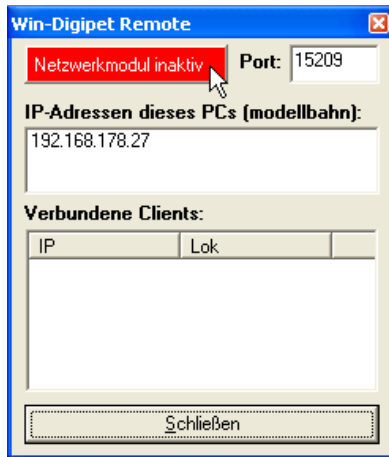 Win-Digipet Remote
Netzwerkmodul inaktiv Port: 15209
IP-Adressen dieses PCs (modellbahn):
192.168.178.27
Verbundene Clients:
IP Lok
Schließen